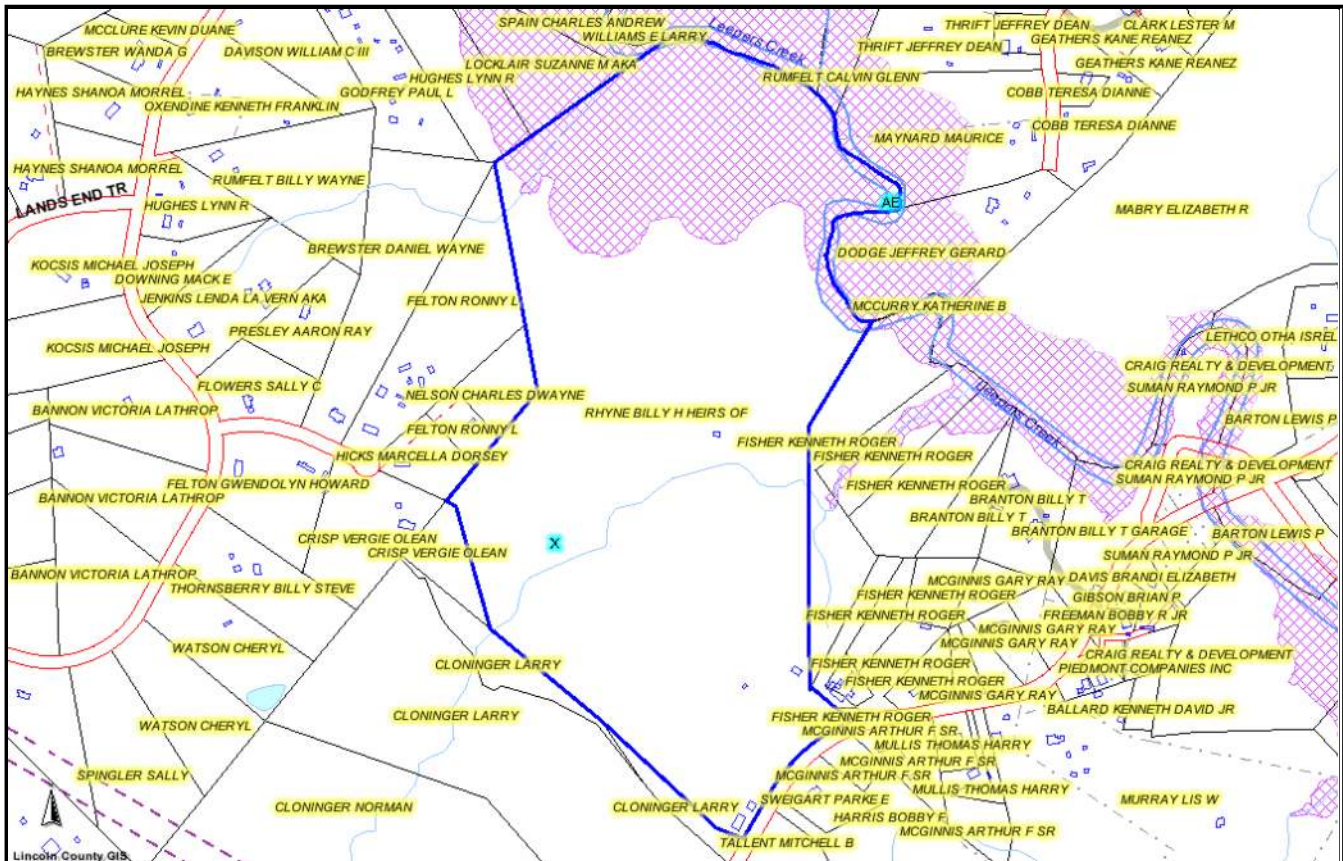 SPAIN CHARLES ANDREW
WILLIAMS E LARRY
Leepers Creek
THRIFT JEFFREY DEAN
CLARK LESTER M
MCCLURE KEVIN DUANE
GEATHERS KANE REANEZ
BREWSTER WANDA G
DAVISON WILLIAM C III
THRIFT JEFFREY DEAN
LOCKLAIR SUZANNE M AKA
GEATHERS KANE REANEZ
HUGHES LYNN R
RUMFELT CALVIN GLENN
HAYNES SHANOA MORREL
GODFREY PAUL L
COBB TERESA DIANNE
OXENDINE KENNETH FRANKLIN
COBB TERESA DIANNE
MAYNARD MAURICE
HAYNES SHANOA MORREL
RUMFELT BILLY WAYNE
LANDS END TR
HUGHES LYNN R
AE
MABRY ELIZABETH R
BREWSTER DANIEL WAYNE
DODGE JEFFREY GERARD
KOCSIS MICHAEL JOSEPH
DOWNING MACK E
JENKINS LENDA LA VERN AKA
FELTON RONNY L
MCCURRY KATHERINE B
PRESLEY AARON RAY
LETHCO OTHA ISREL
KOCSIS MICHAEL JOSEPH
CRAIG REALTY & DEVELOPMENT
FLOWERS SALLY C
SUMAN RAYMOND P JR
NELSON CHARLES DWAYNE
Leepers Creek
BANNON VICTORIA LATHROP
RHYNE BILLY H HEIRS OF
BARTON LEWIS P
FELTON RONNY L
FISHER KENNETH ROGER
HICKS MARCELLA DORSEY
FISHER KENNETH ROGER
CRAIG REALTY & DEVELOPMENT
SUMAN RAYMOND P JR
FELTON GWENDOLYN HOWARD
FISHER KENNETH ROGER
BANNON VICTORIA LATHROP
BRANTON BILLY T
BRANTON BILLY T
BRANTON BILLY T GARAGE
BARTON LEWIS P
CRISP VERGIE OLEAN
X
CRISP VERGIE OLEAN
SUMAN RAYMOND P JR
BANNON VICTORIA LATHROP
THORNSBERRY BILLY STEVE
MCGINNIS GARY RAY
DAVIS BRANDI ELIZABETH
FISHER KENNETH ROGER
GIBSON BRIAN P
FISHER KENNETH ROGER
FREEMAN BOBBY R JR
MCGINNIS GARY RAY
MCGINNIS GARY RAY
WATSON CHERYL
CRAIG REALTY & DEVELOPMENT
CLONINGER LARRY
FISHER KENNETH ROGER
PIEDMONT COMPANIES INC
FISHER KENNETH ROGER
MCGINNIS GARY RAY
BALLARD KENNETH DAVID JR
CLONINGER LARRY
FISHER KENNETH ROGER
WATSON CHERYL
MCGINNIS ARTHUR F SR
MULLIS THOMAS HARRY
MCGINNIS ARTHUR F SR
SPINGLER SALLY
MCGINNIS ARTHUR F SR
MULLIS THOMAS HARRY
SWEIGART PARKE E
MURRAY LIS W
CLONINGER NORMAN
CLONINGER LARRY
HARRIS BOBBY F
MCGINNIS ARTHUR F SR
TALLENT MITCHELL B
Lincoln County GIS